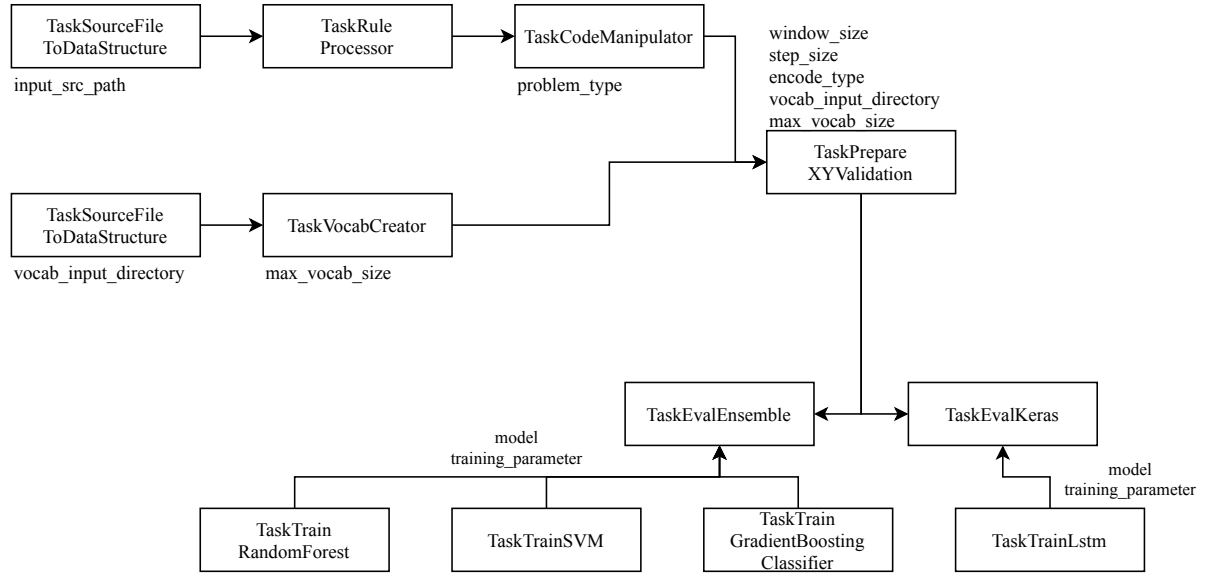 TaskSourceFile
ToDataStructure
input_src_path
TaskRule
Processor
TaskCodeManipulator
problem_type
window_size
step_size
encode_type
vocab_input_directory
max_vocab_size
TaskPrepare
XYValidation
TaskSourceFile
ToDataStructure
vocab_input_directory
TaskVocabCreator
max_vocab_size
TaskEvalEnsemble
TaskEvalKeras
model
training_parameter
model
training_parameter
TaskTrain
RandomForest
TaskTrainSVM
TaskTrain
GradientBoosting
Classifier
TaskTrainLstm